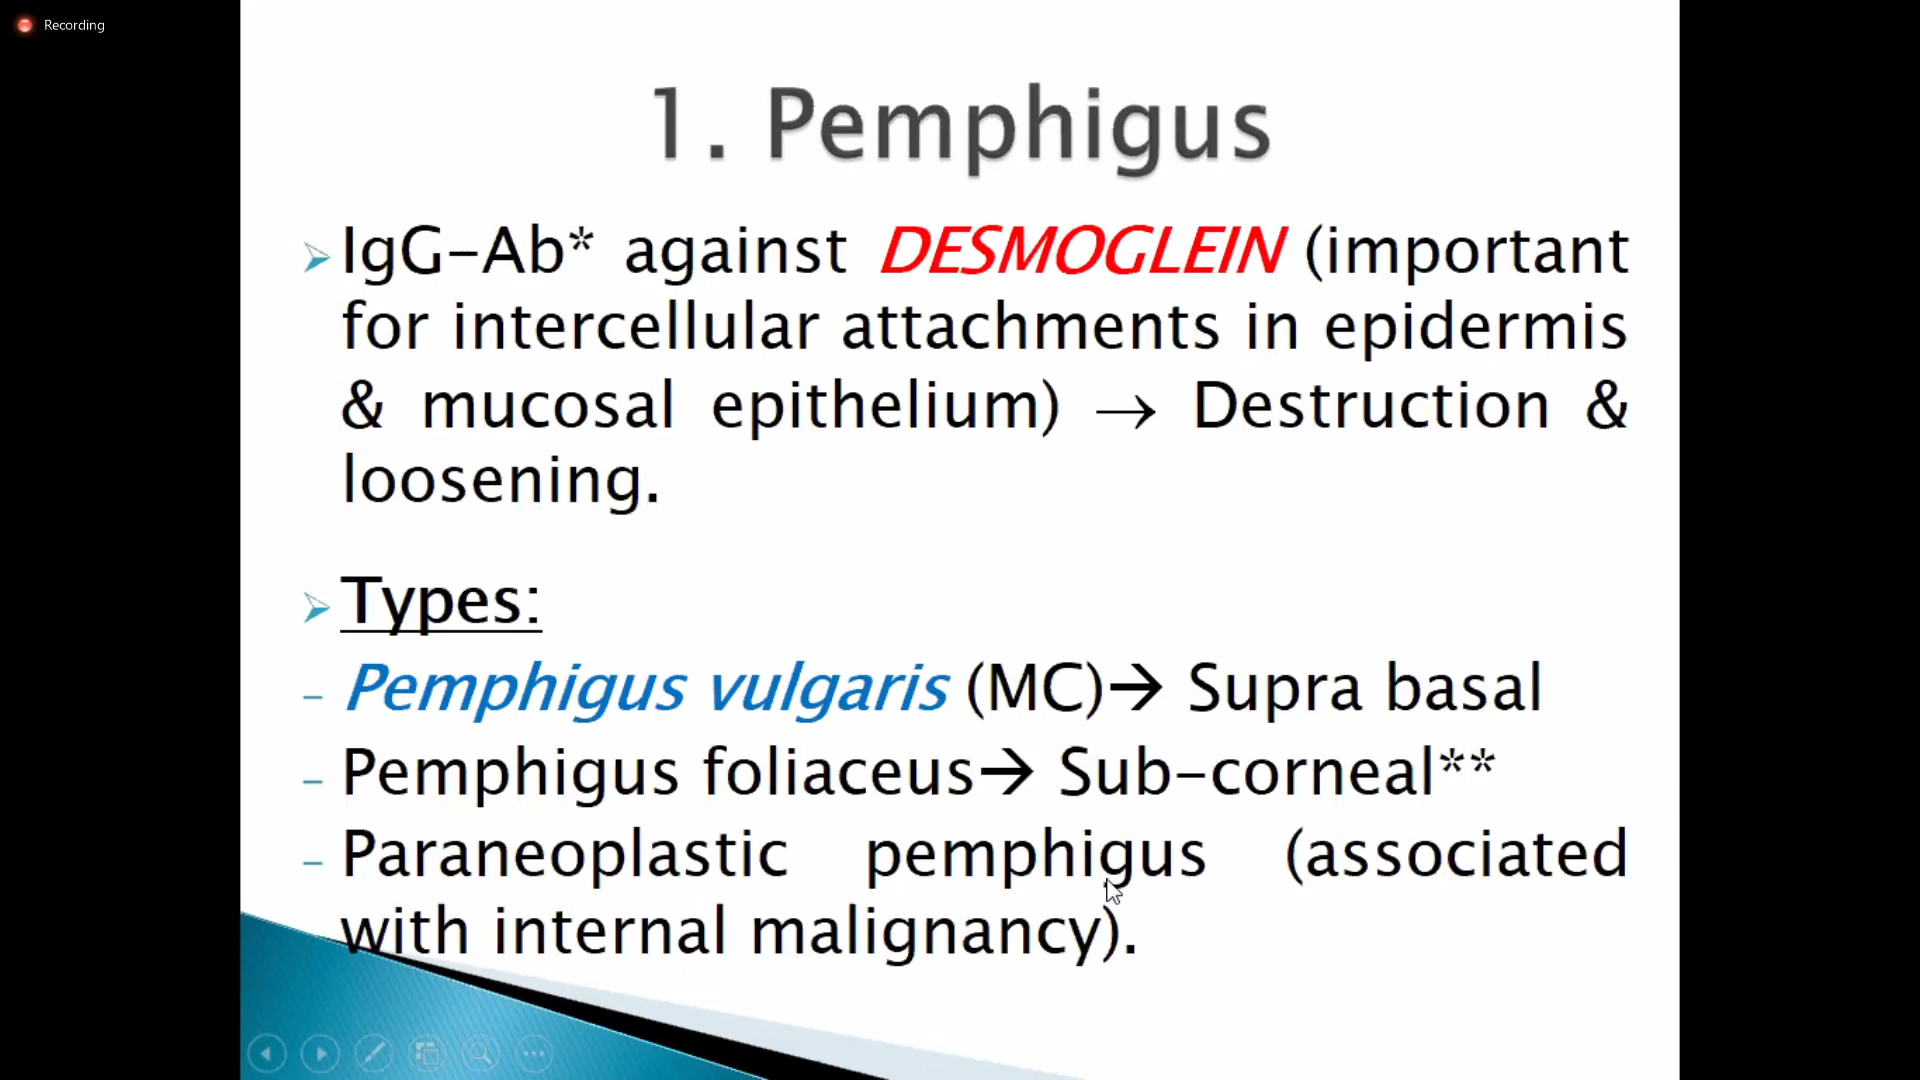 Recording
1. Pemphigus
➢ IgG-Ab* against DESMOGLEIN (important
for intercellular attachments in epidermis
& mucosal epithelium) → Destruction &
loosening.
➢ Types:
– Pemphigus vulgaris (MC)→ Supra basal
– Pemphigus foliaceus→ Sub-corneal**
– Paraneoplastic pemphigus (associated
with internal malignancy).